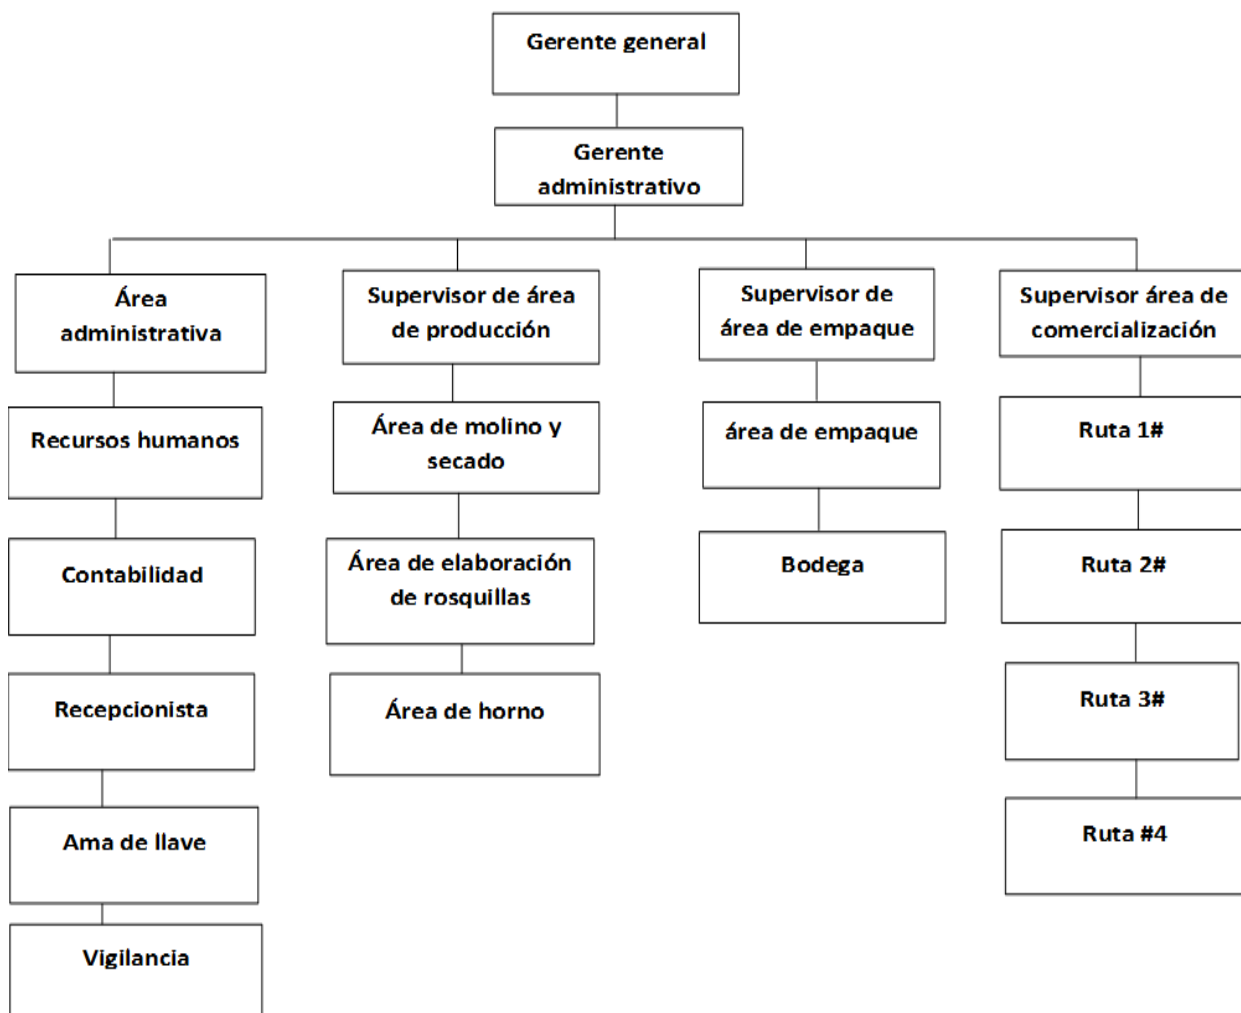 Gerente general
Gerente
administrativo
Área
administrativa
Supervisor de área
de producción
Supervisor de
área de empaque
Supervisor área de
comercialización
Recursos humanos
Área de molino y
secado
área de empaque
Ruta 1#
Contabilidad
Área de elaboración
de rosquillas
Bodega
Ruta 2#
Recepcionista
Área de horno
Ruta 3#
Ama de llave
Ruta #4
Vigilancia